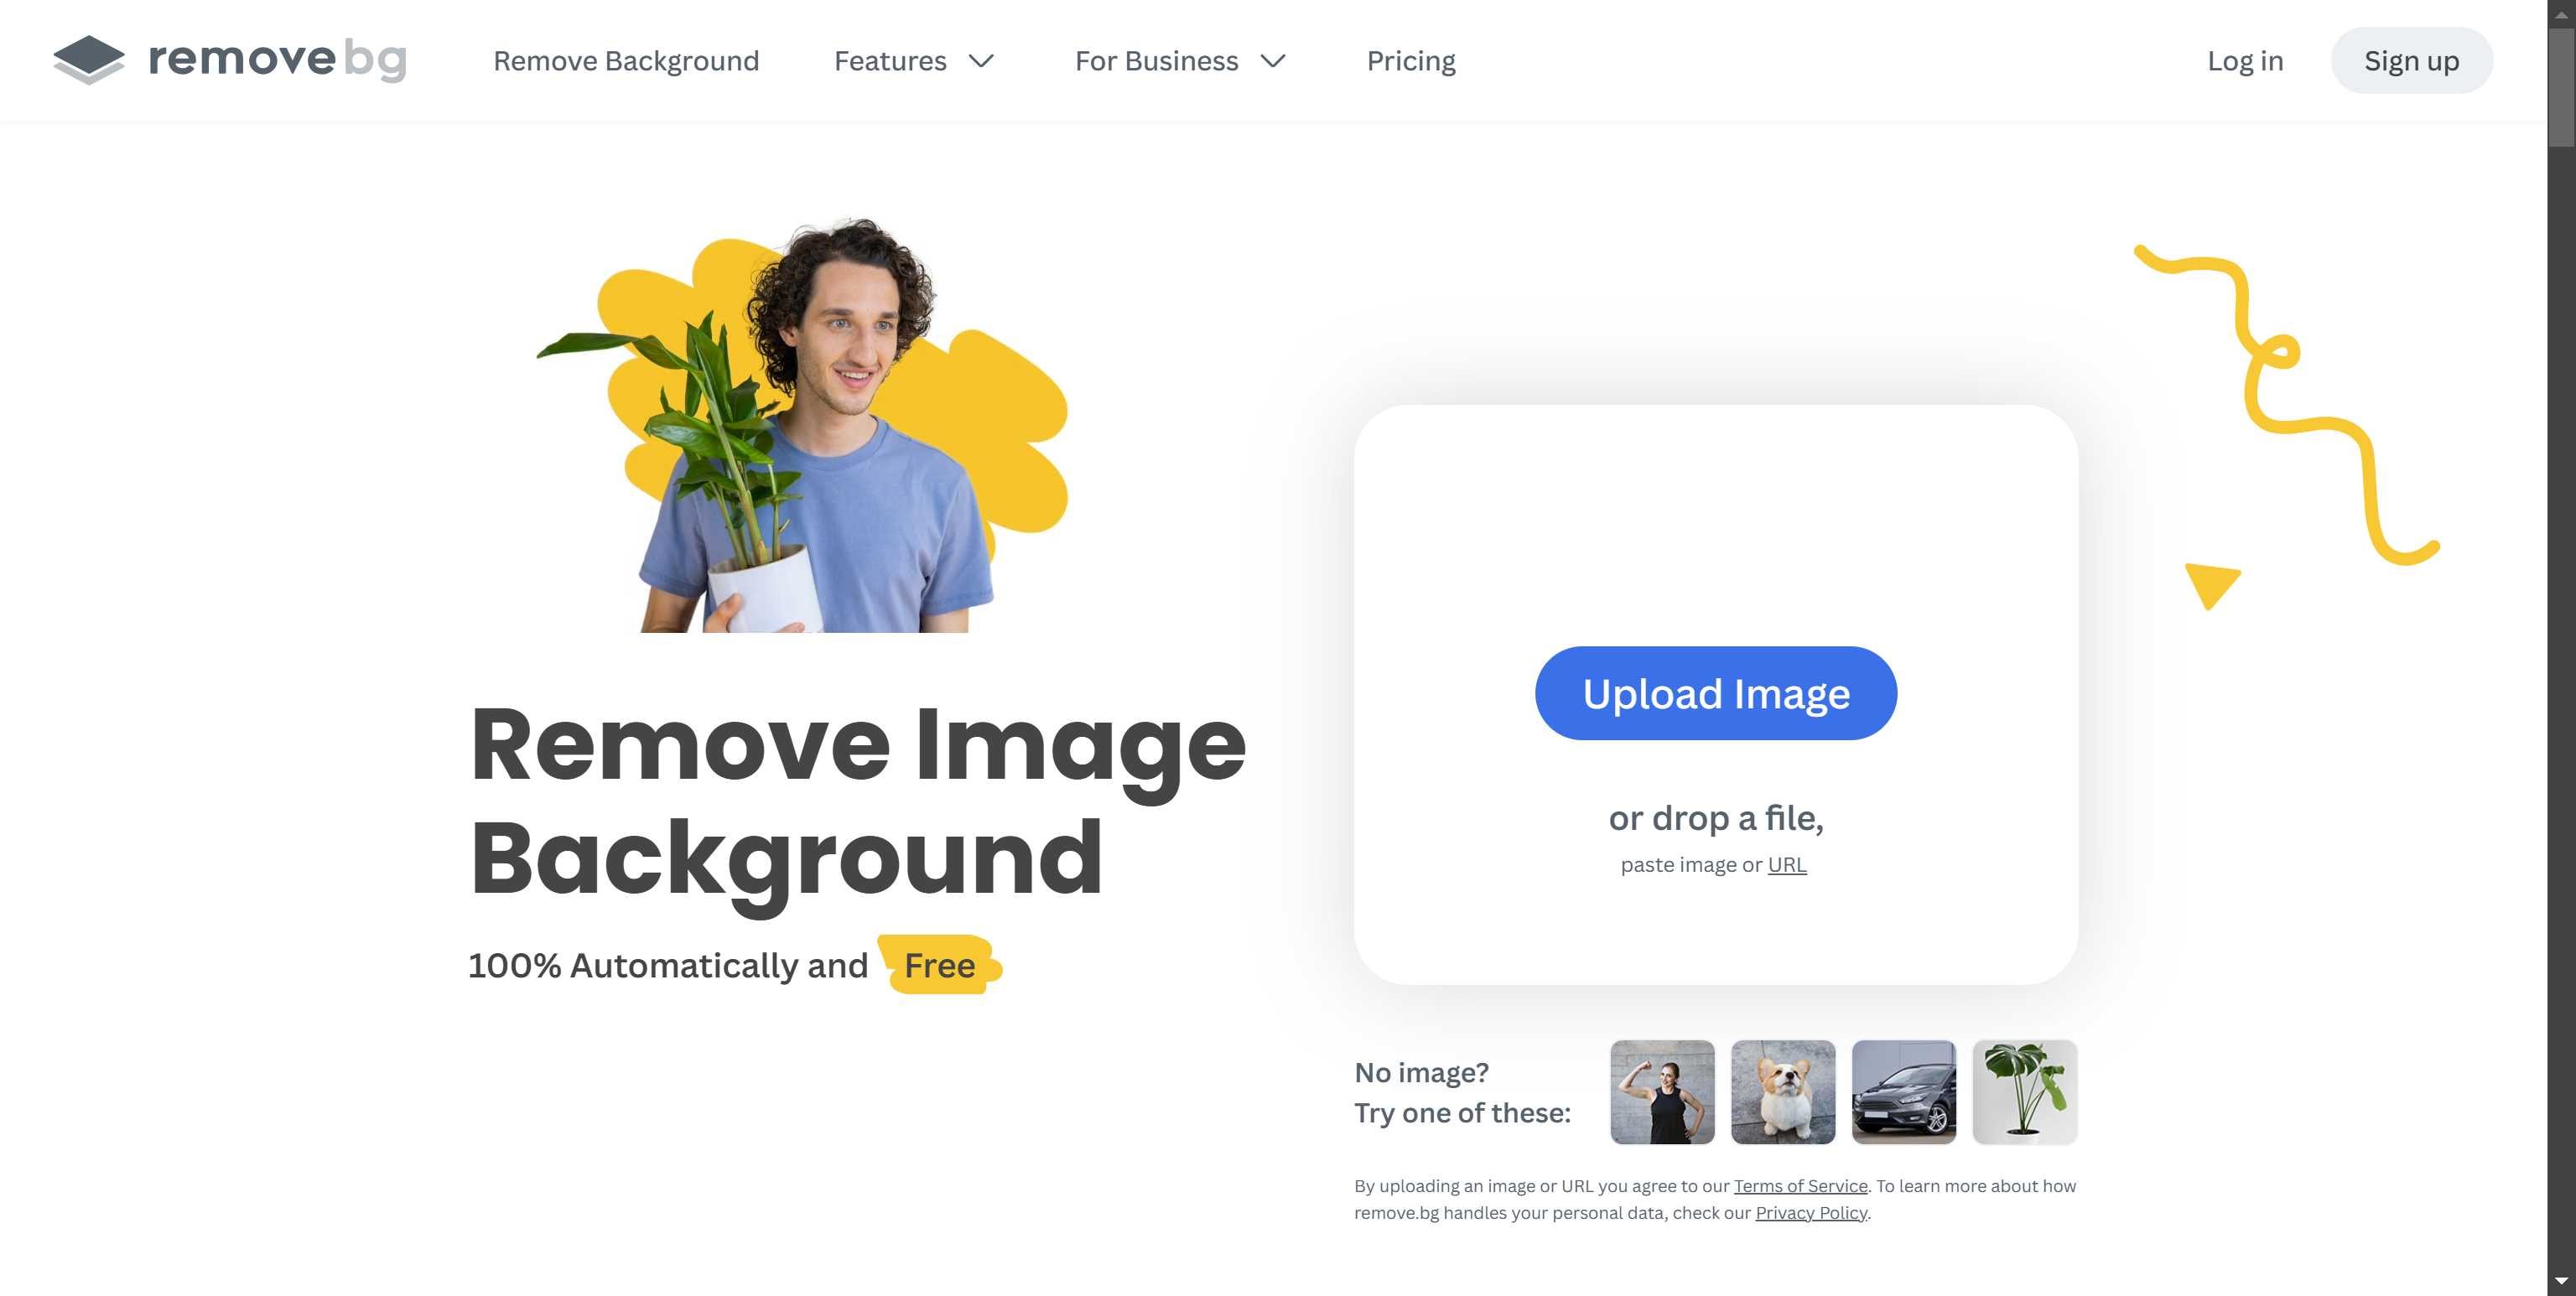 removebg
Remove Background
Features
For Business
Pricing
Log in
Sign up
Remove Image
Background
100% Automatically and Free
Upload Image
or drop a file,
paste image or URL
No image?
Try one of these:
By uploading an image or URL you agree to our Terms of Service. To learn more about how
remove.bg handles your personal data, check our Privacy Policy.